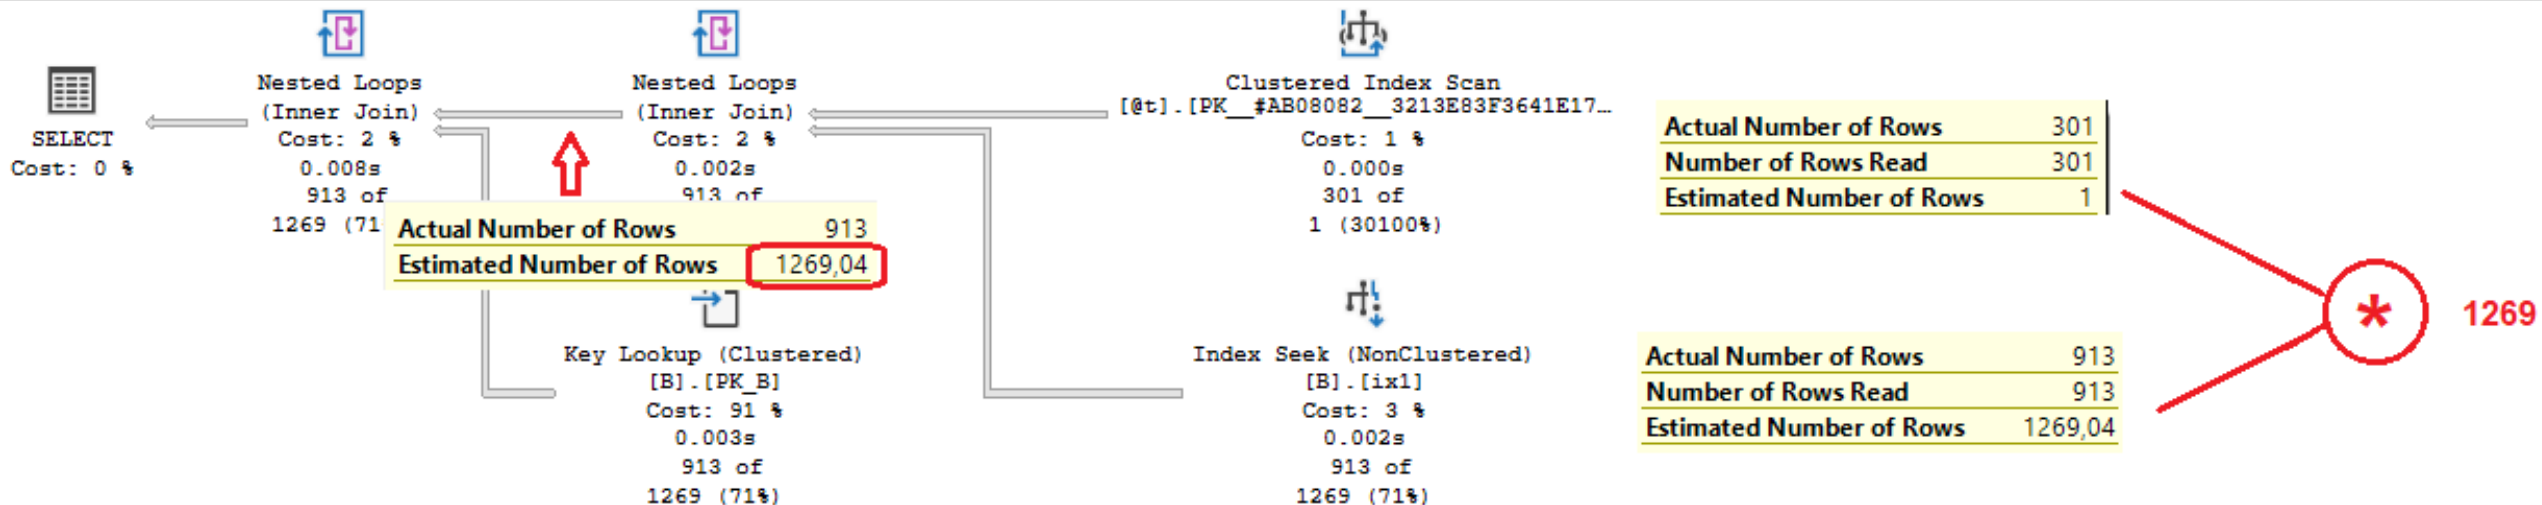 SELECT
Cost: 0 %
Nested Loops
(Inner Join)
Cost: 2 %
0.008s
913 of
1269 (71
Nested Loops
(Inner Join)
Cost: 2 %
0.002s
913 of
Actual Number of Rows 913
Estimated Number of Rows 1269,04
Clustered Index Scan
[@t].[PK__#AB08082__3213E83F3641E17…
Cost: 1 %
0.000s
301 of
1 (30100%)
Actual Number of Rows 301
Number of Rows Read 301
Estimated Number of Rows 1
Key Lookup (Clustered)
[B].[PK_B]
Cost: 91 %
0.003s
913 of
1269 (71%)
Index Seek (NonClustered)
[B].[ix1]
Cost: 3 %
0.002s
913 of
1269 (71%)
Actual Number of Rows 913
Number of Rows Read 913
Estimated Number of Rows 1269,04
* 1269